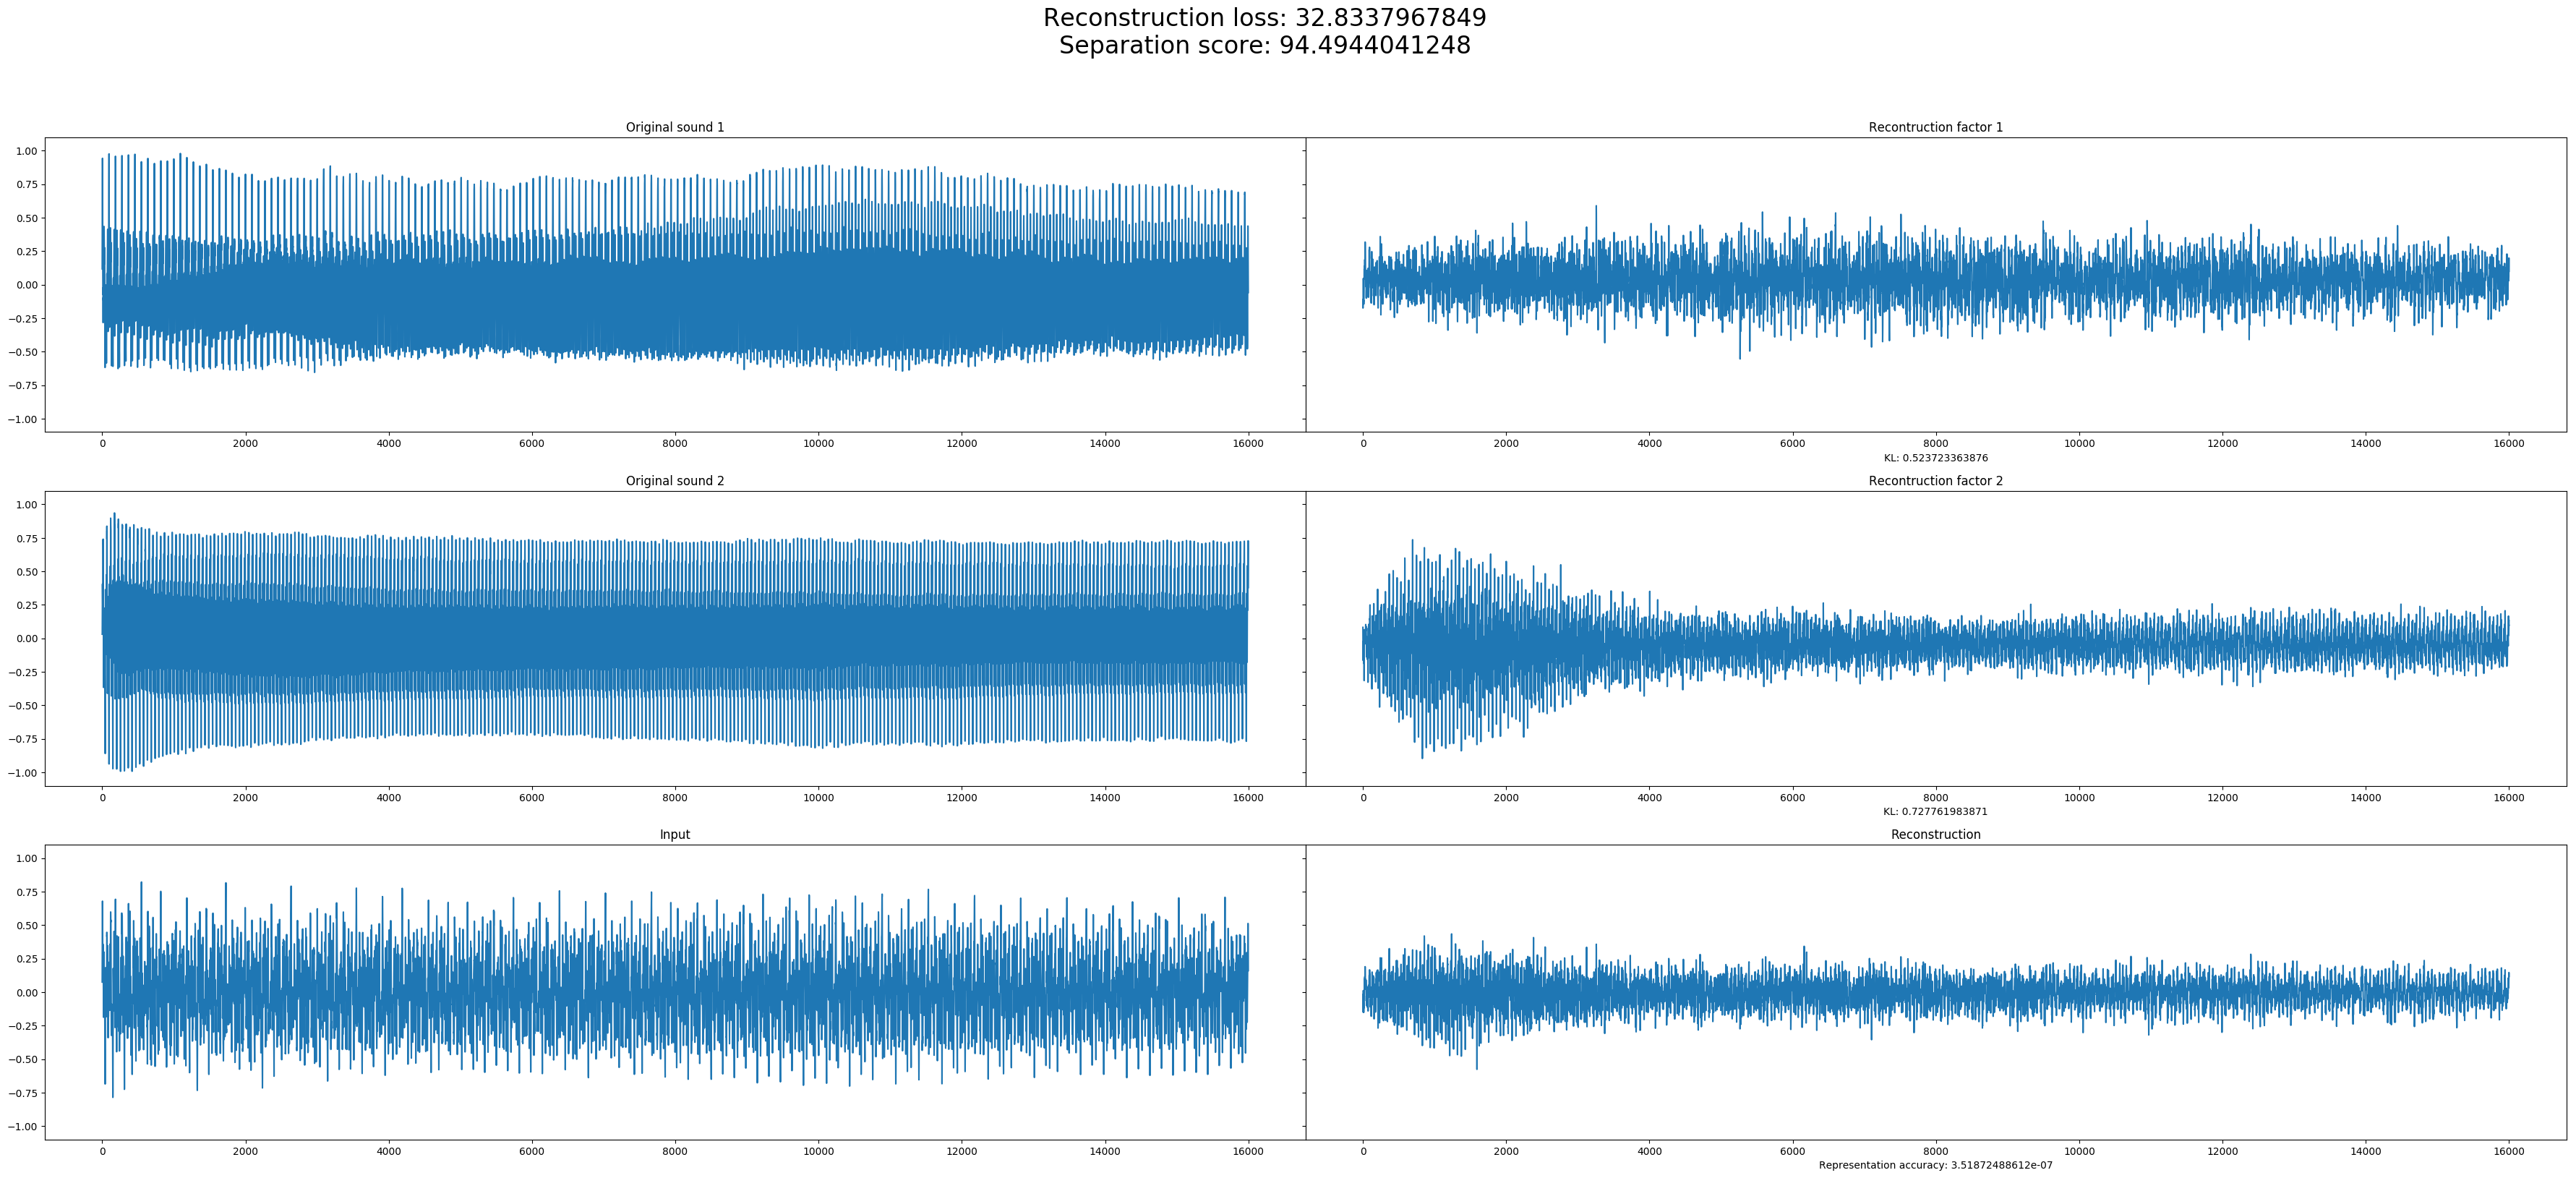 Reconstruction loss: 32.8337967849
Separation score: 94.4944041248
Original sound 1
Recontruction factor 1
1.00
0.75
0.50
0.25
0.00
−0.25
−0.50
−0.75
−1.00
0 2000 4000 6000 8000 10000 12000 14000 16000
0 2000 4000 6000 8000 10000 12000 14000 16000
KL: 0.523723363876
Original sound 2
Recontruction factor 2
1.00
0.75
0.50
0.25
0.00
−0.25
−0.50
−0.75
−1.00
0 2000 4000 6000 8000 10000 12000 14000 16000
0 2000 4000 6000 8000 10000 12000 14000 16000
KL: 0.727761983871
Input
Reconstruction
1.00
0.75
0.50
0.25
0.00
−0.25
−0.50
−0.75
−1.00
0 2000 4000 6000 8000 10000 12000 14000 16000
0 2000 4000 6000 8000 10000 12000 14000 16000
Representation accuracy: 3.51872488612e-07